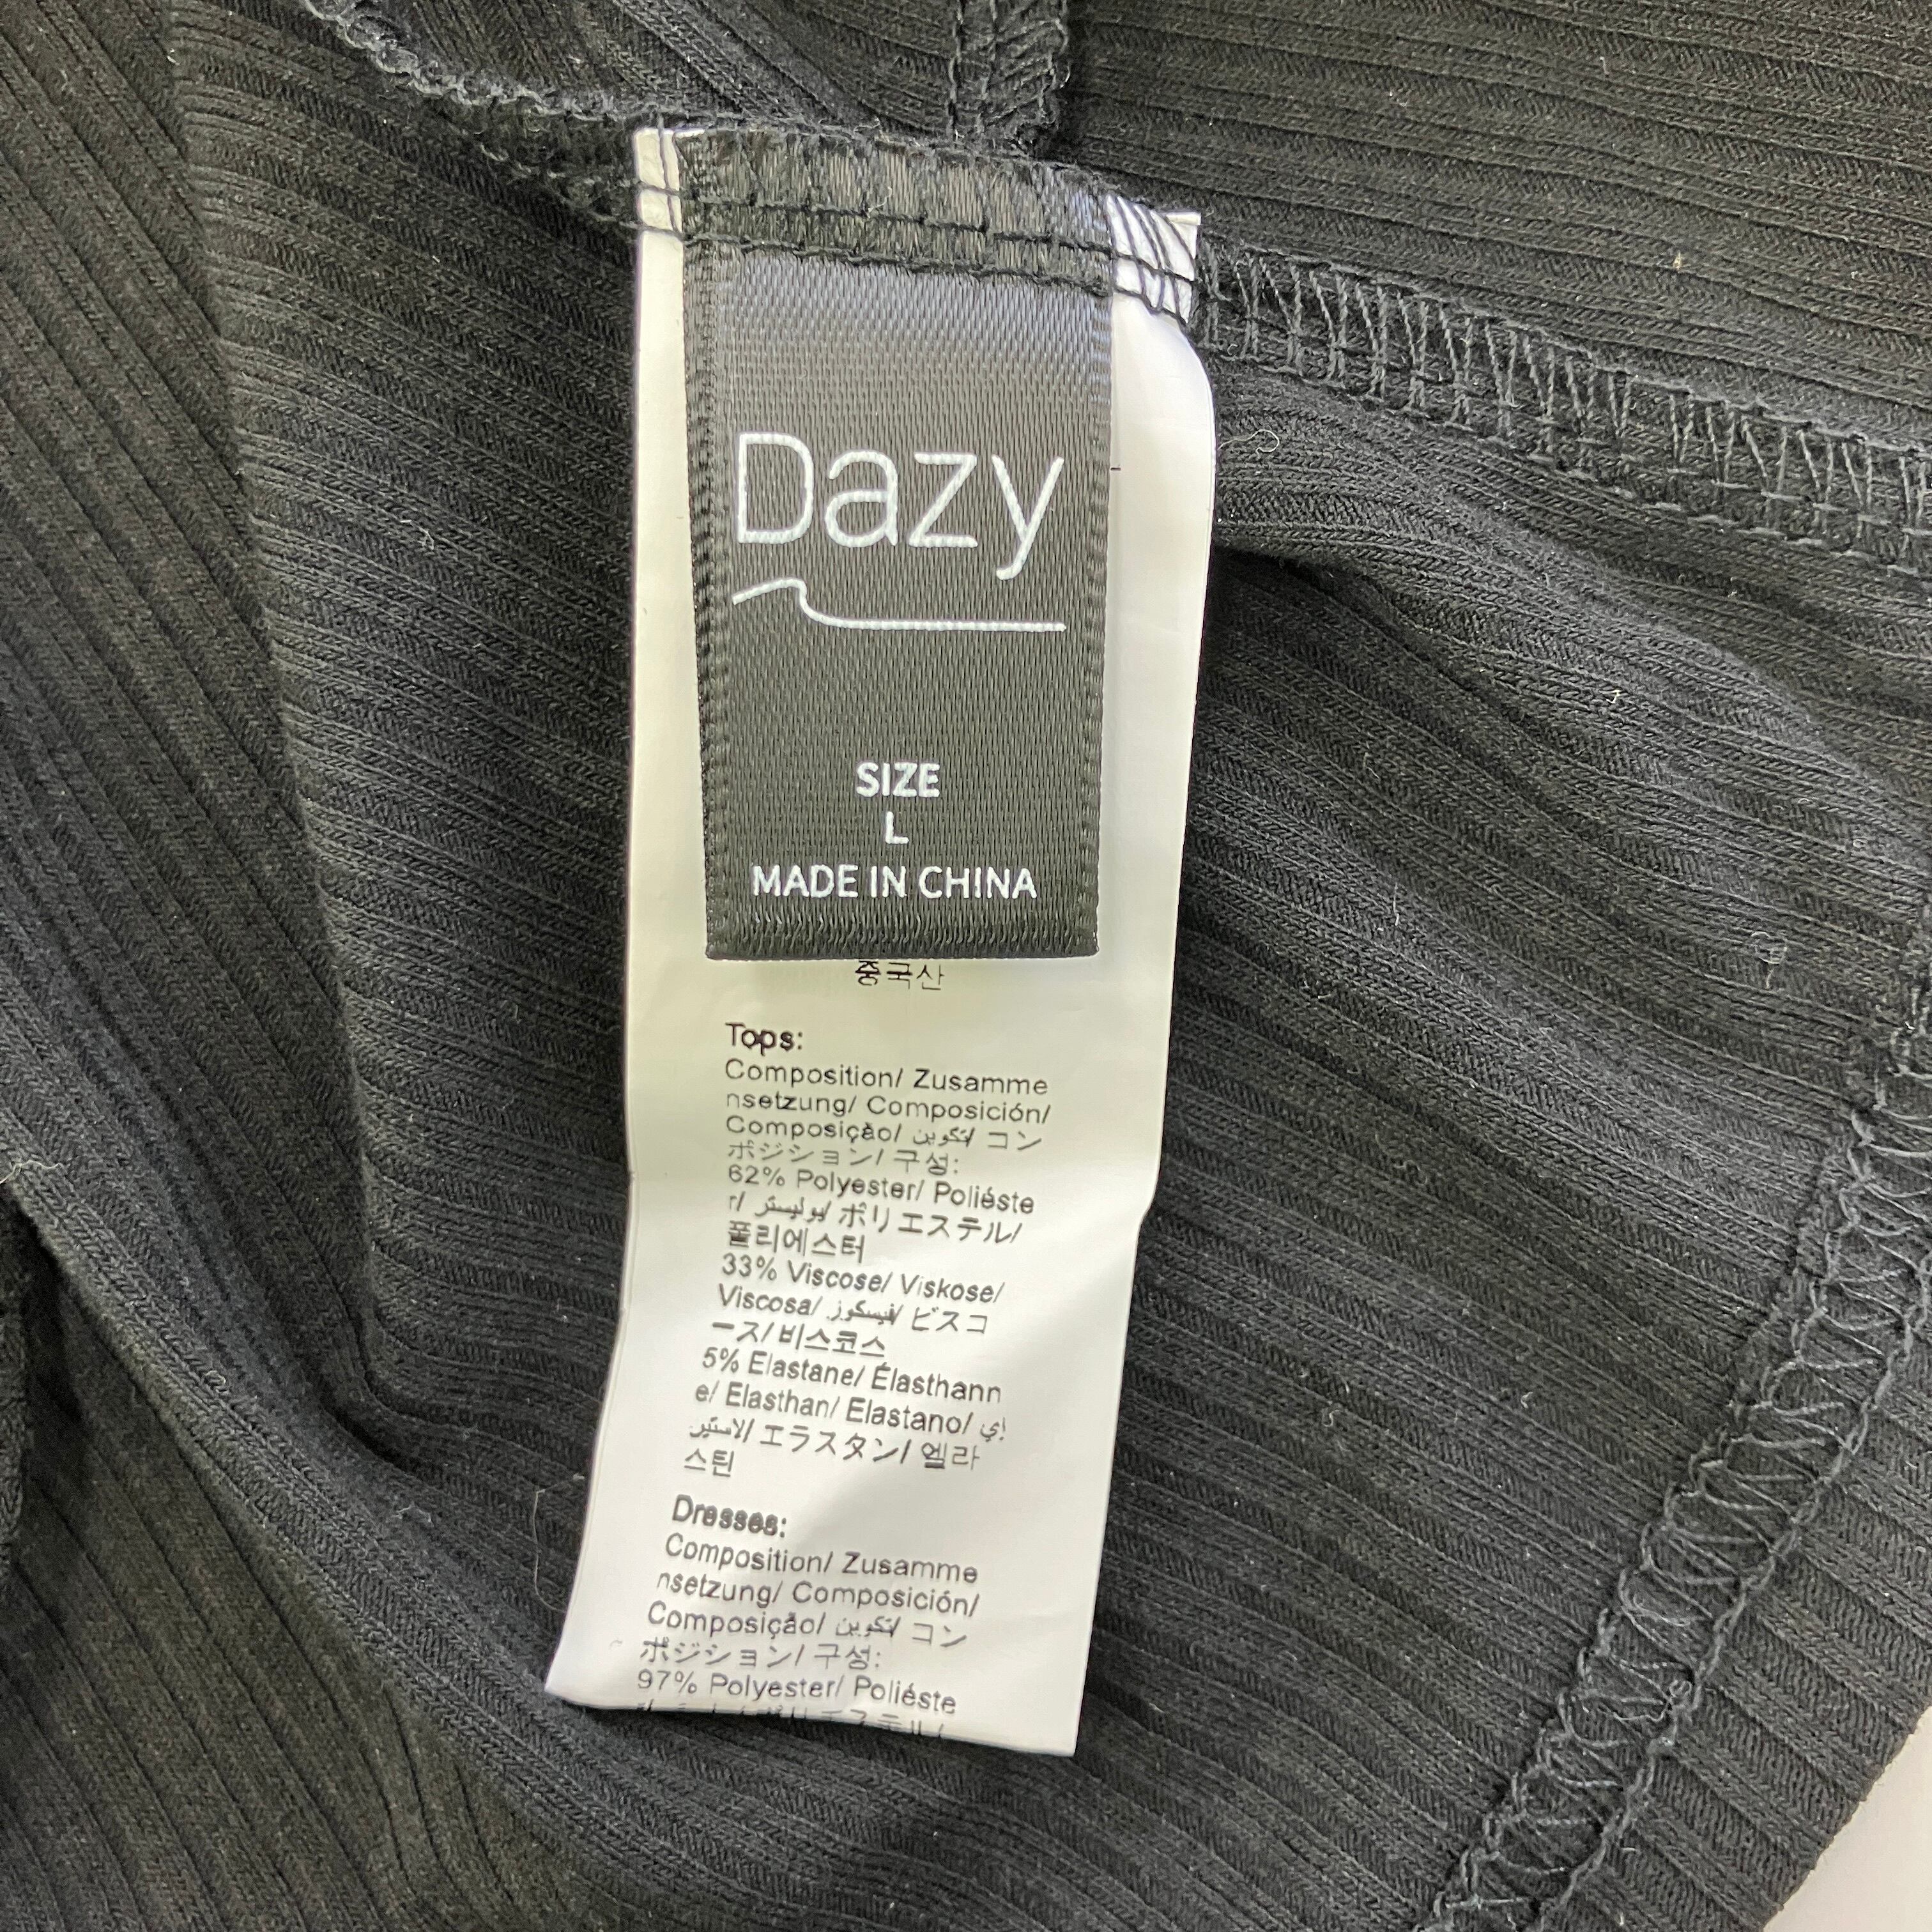 Dazy
SIZE
L
MADE IN CHINA
중국산
Tops:
Composition/ Zusamme
nsetzung/ Composición/
Composição/ تكوين/ コン
ポジション/ 구성:
62% Polyester/ Poliéste
r/ بوليستر/ ポリエステル/
폴리에스터
33% Viscose/ Viskose/
Viscosa/ فيسكوز/ ビスコ
ース/ 비스코스
5% Elastane/ Élasthann
e/ Elasthan/ Elastano/ إي
لاستين/ エラスタン/ 엘라
스틴
Dresses:
Composition/ Zusamme
nsetzung/ Composición/
Composição/ تكوين/ コン
ポジション/ 구성:
97% Polyester/ Poliéste